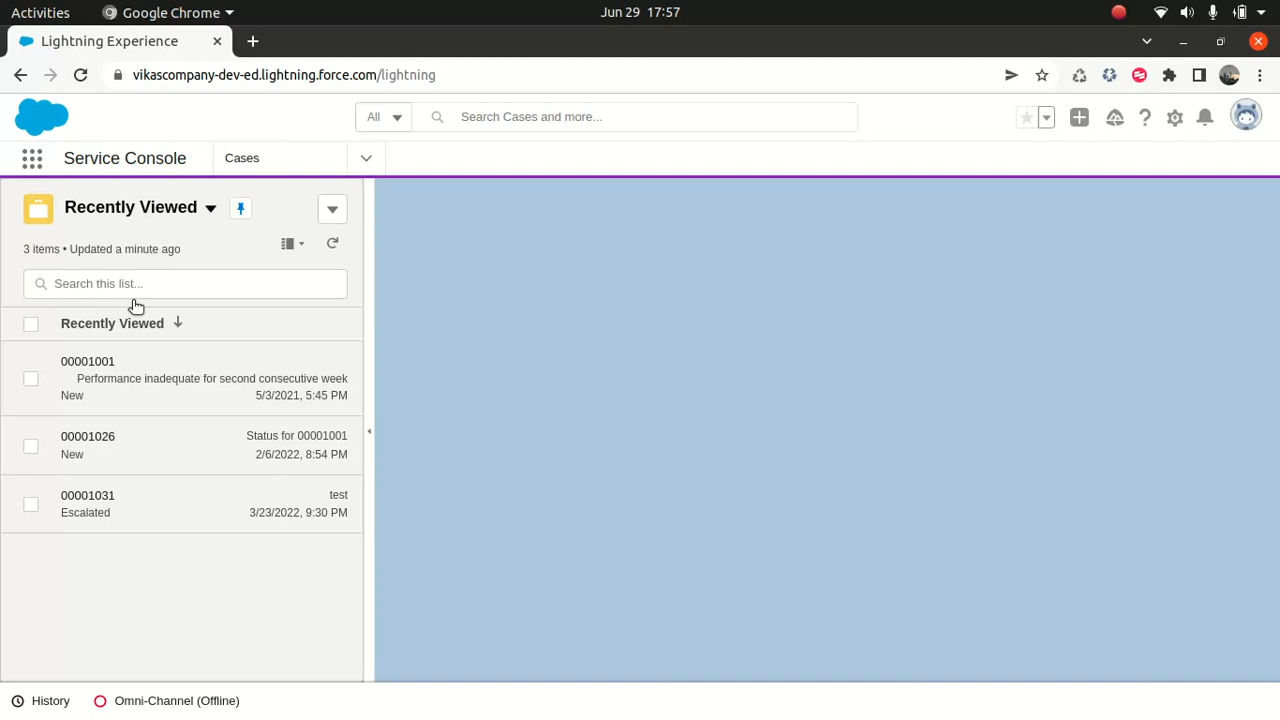 Activities Google Chrome Jun 29 17:57
Lightning Experience
vikascompany-dev-ed.lightning.force.com/lightning
All Search Cases and more...
Service Console Cases
Recently Viewed
3 items • Updated a minute ago
Search this list...
Recently Viewed
00001001
Performance inadequate for second consecutive week
New 5/3/2021, 5:45 PM
00001026 Status for 00001001
New 2/6/2022, 8:54 PM
00001031 test
Escalated 3/23/2022, 9:30 PM
History Omni-Channel (Offline)